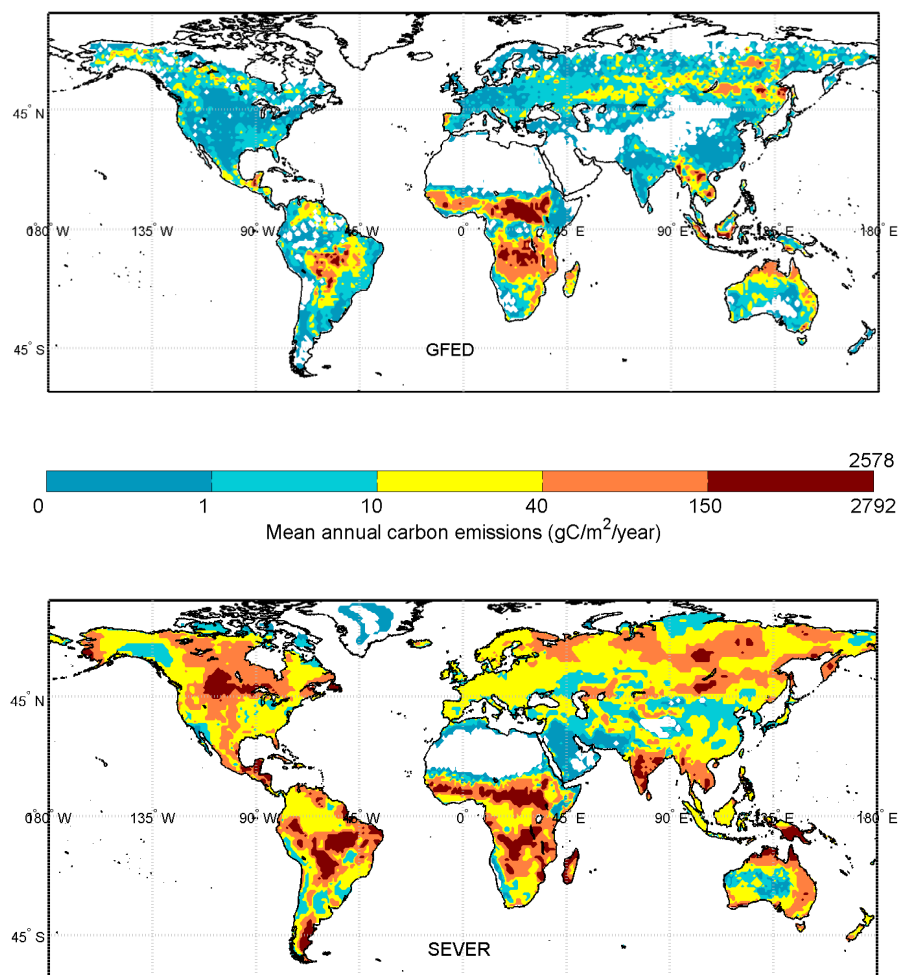 45° N
180° W 135° W 90° W 45° W 0° 45° E 90° E 135° E 180° E
45° S
GFED
2578
0 1 10 40 150 2792
Mean annual carbon emissions (gC/m²/year)
45° N
180° W 135° W 90° W 45° W 0° 45° E 90° E 135° E 180° E
45° S
SEVER